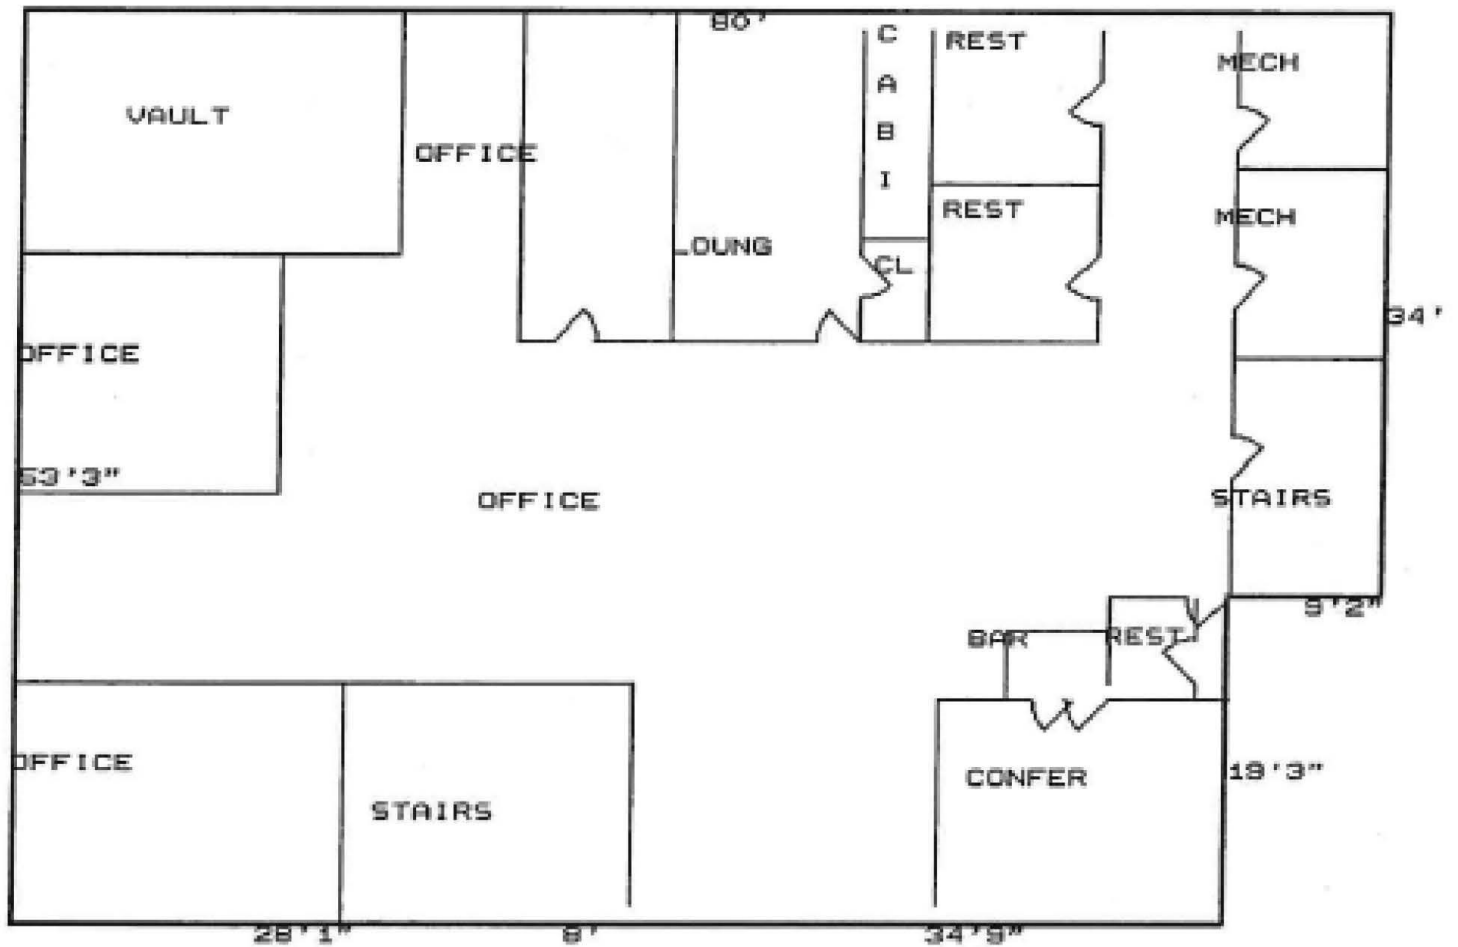 80'
C
A
B
I
REST
MECH
VAULT
OFFICE
REST
MECH
LOUNG
CL
34'
OFFICE
53'3"
OFFICE
STAIRS
9'2"
BAR
REST
OFFICE
STAIRS
CONFER
19'3"
28'1"
8'
34'9"